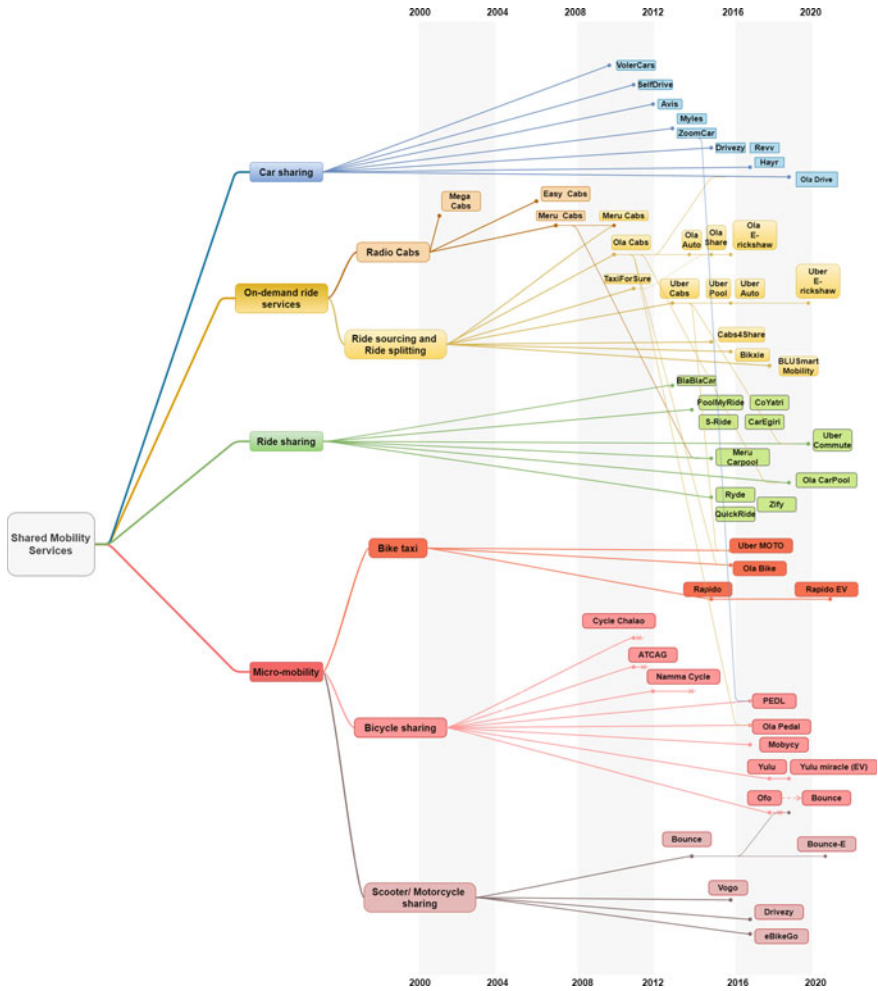 2000 2004 2008 2012 2016 2020
VolerCars
SelfDrive
Avis
Myles
ZoomCar
Drivezy Revv
Hayr
Car sharing
Ola Drive
Mega
Cabs
Easy Cabs
Meru Cabs Meru Cabs
Radio Cabs
Ola Cabs
Ola
Auto
Ola
Share
Ola
E-
rickshaw
TaxiForSure
Uber
Cabs
Uber
Pool
Uber
Auto
Uber
E-
rickshaw
On-demand ride
services
Ride sourcing and
Ride splitting
Cabs4Share
Bikxie
BLUSmart
Mobility
BlaBlaCar
PoolMyRide CoYatri
S-Ride CarEgiri
Ride sharing
Uber
Commute
Meru
Carpool
Ola CarPool
Ryde
Zify
QuickRide
Shared Mobility
Services
Bike taxi
Uber MOTO
Ola Bike
Rapido Rapido EV
Cycle Chalao
ATCAG
Namma Cycle
Micro-mobility
PEDL
Bicycle sharing
Ola Pedal
Mobycy
Yulu Yulu miracle (EV)
Ofo Bounce
Bounce Bounce-E
Scooter/ Motorcycle
sharing
Vogo
Drivezy
eBikeGo
2000 2004 2008 2012 2016 2020